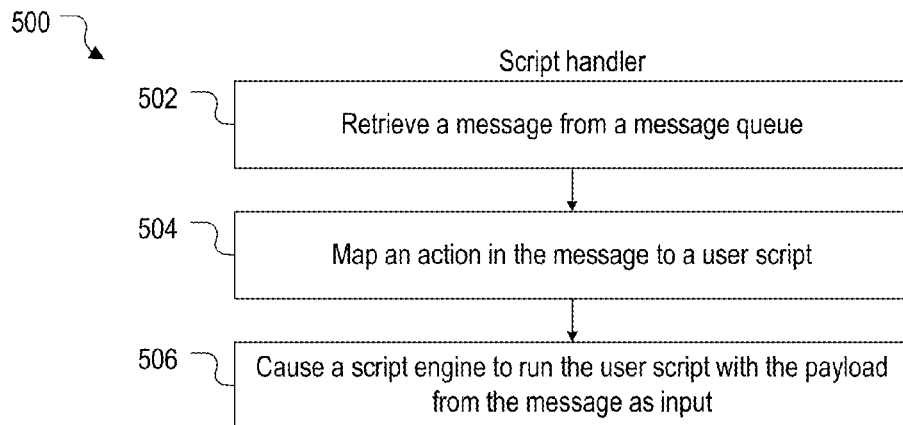 500
Script handler
502
Retrieve a message from a message queue
504
Map an action in the message to a user script
506
Cause a script engine to run the user script with the payload
from the message as input